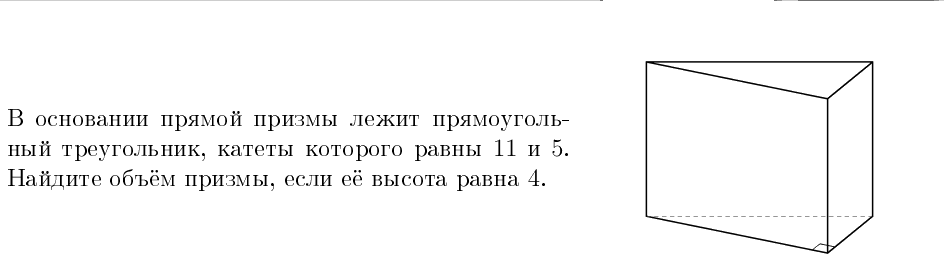 В основании прямой призмы лежит прямоуголь-
ный треугольник, катеты которого равны 11 и 5.
Найдите объём призмы, если её высота равна 4.